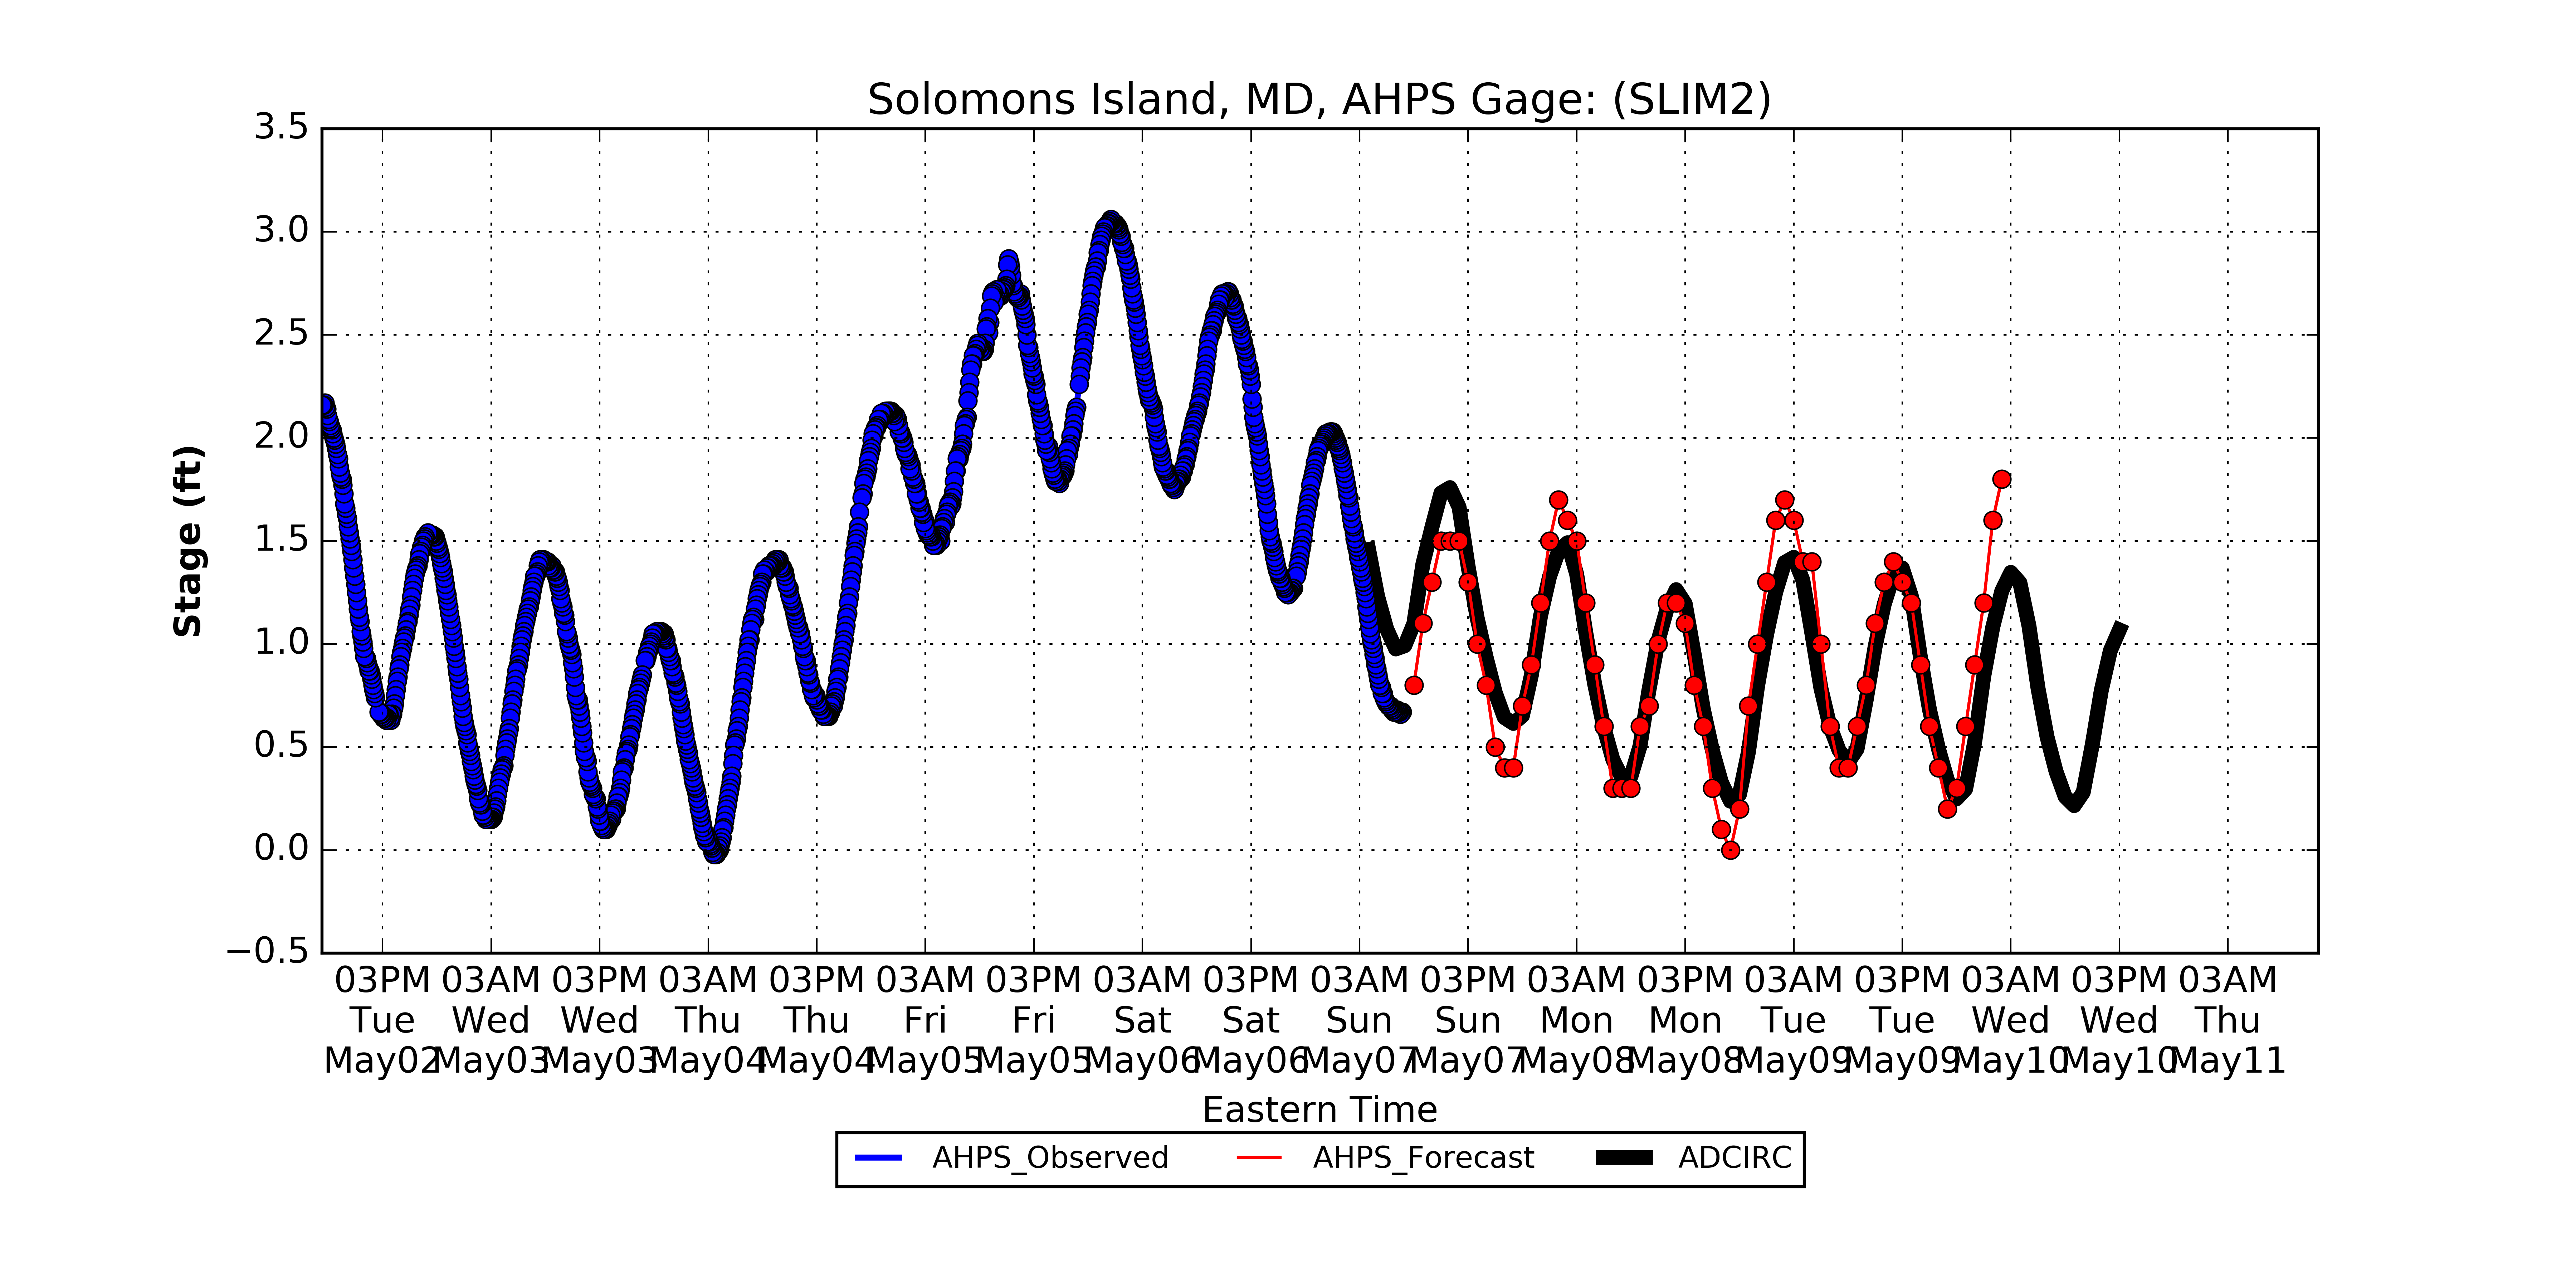 Solomons Island, MD, AHPS Gage: (SLIM2)
3.5
3.0
2.5
2.0
1.5
1.0
0.5
0.0
−0.5
Stage (ft)
03PM 03AM 03PM 03AM 03PM 03AM 03PM 03AM 03PM 03AM 03PM 03AM 03PM 03AM 03PM 03AM 03PM 03AM
Tue Wed Wed Thu Thu Fri Fri Sat Sat Sun Sun Mon Mon Tue Tue Wed Wed Thu
May02 May03 May03 May04 May04 May05 May05 May06 May06 May07 May07 May08 May08 May09 May09 May10 May10 May11
Eastern Time
AHPS_Observed AHPS_Forecast ADCIRC